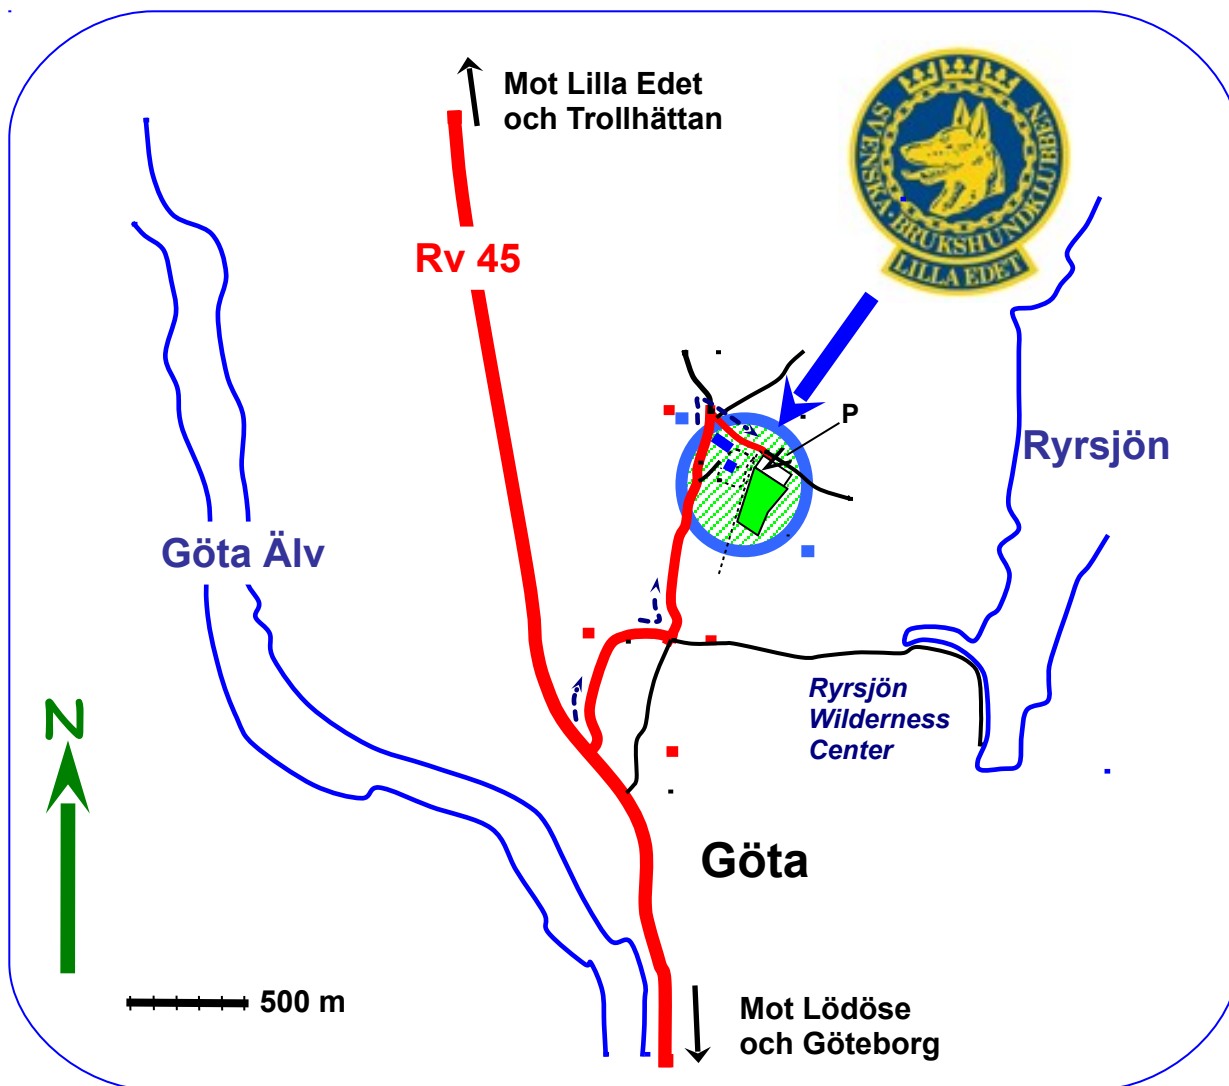 Mot Lilla Edet
och Trollhättan
SVENSKA · BRUKSHUNDKLUBBEN
LILLA EDET
Rv 45
P
Ryrsjön
Göta Älv
Ryrsjön
Wilderness
Center
N
Göta
500 m
Mot Lödöse
och Göteborg